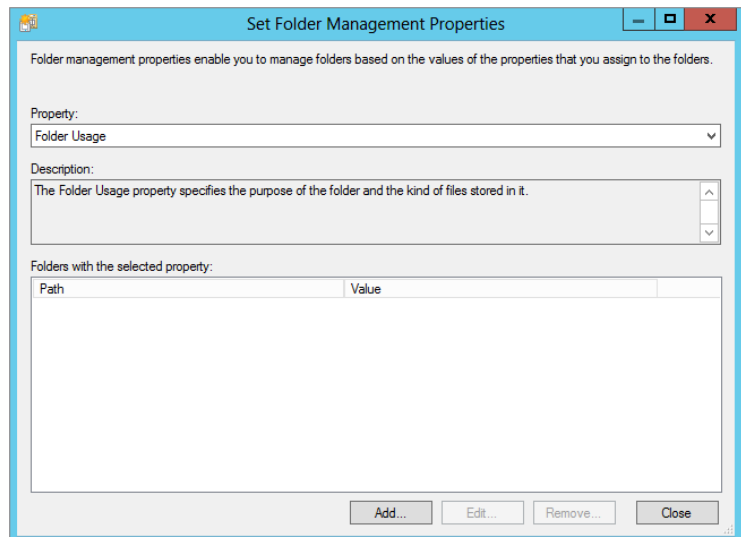 Set Folder Management Properties
Folder management properties enable you to manage folders based on the values of the properties that you assign to the folders.
Property:
Folder Usage
Description:
The Folder Usage property specifies the purpose of the folder and the kind of files stored in it.
Folders with the selected property:
Path Value
Add... Edit... Remove... Close